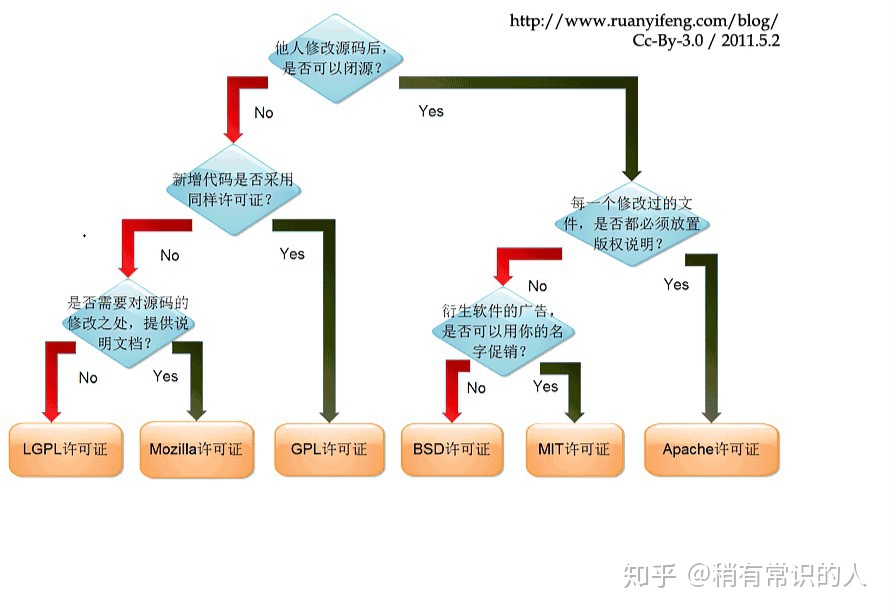 http://www.ruanyifeng.com/blog/
Cc-By-3.0 / 2011.5.2
他人修改源码后，
是否可以闭源？
No
Yes
新增代码是否采用
同样许可证？
每一个修改过的文
件，是否都必须放置
版权说明？
No
Yes
No
Yes
是否需要对源码的
修改之处，提供说
明文档？
衍生软件的广告，
是否可以用你的名
字促销？
No
Yes
No
Yes
LGPL许可证
Mozilla许可证
GPL许可证
BSD许可证
MIT许可证
Apache许可证
知乎 @稍有常识的人